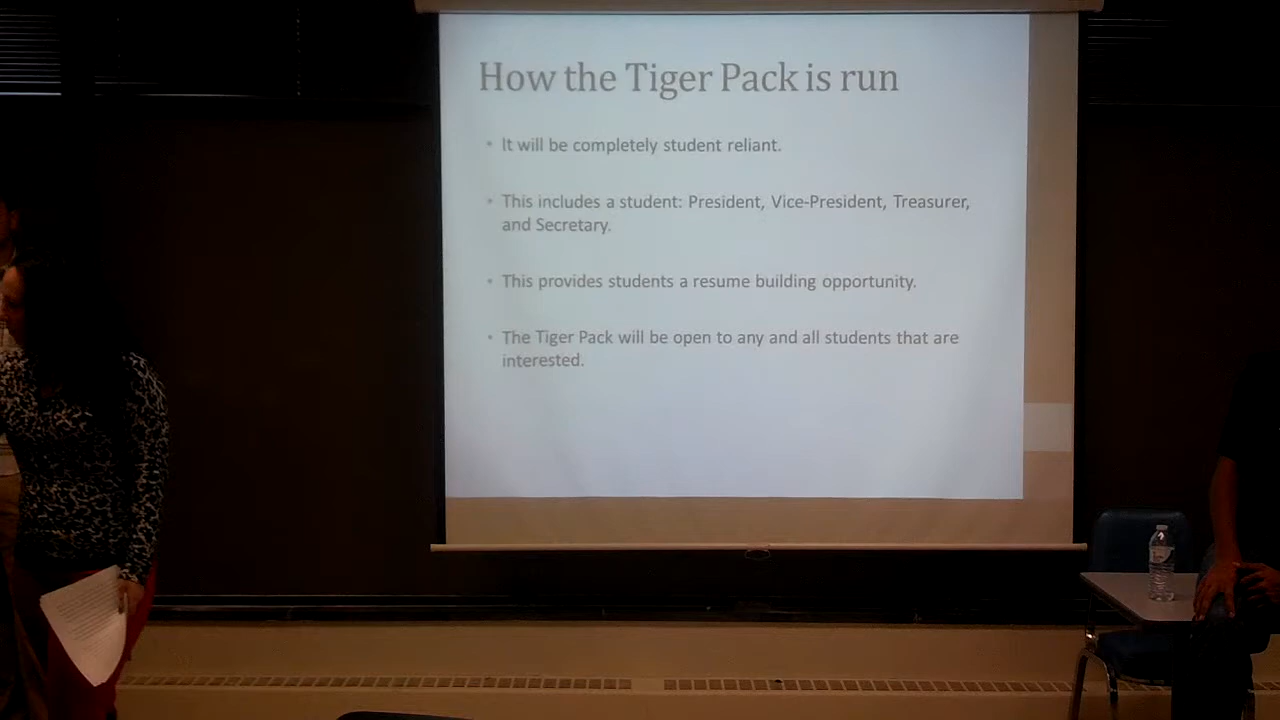 How the Tiger Pack is run
• It will be completely student reliant.
• This includes a student: President, Vice-President, Treasurer,
and Secretary.
• This provides students a resume building opportunity.
• The Tiger Pack will be open to any and all students that are
interested.